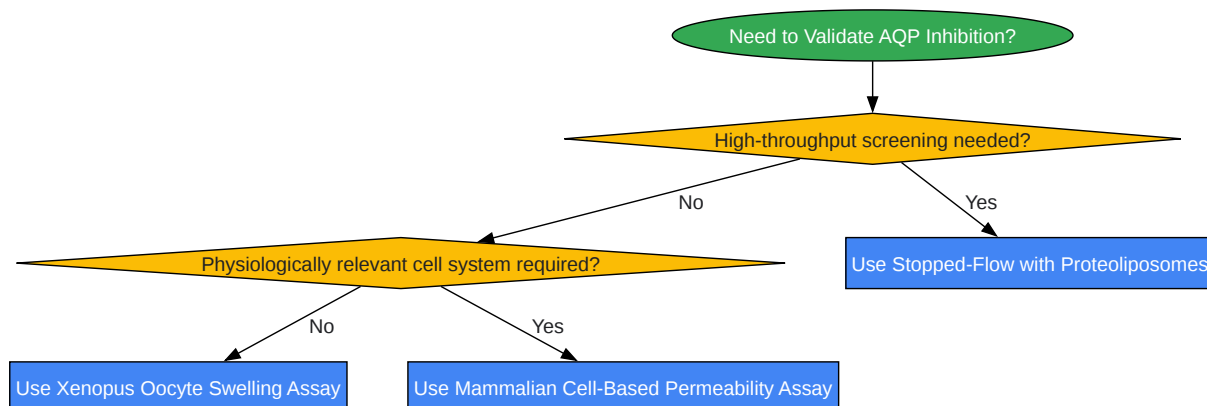 Need to Validate AQP Inhibition?
High-throughput screening needed?
No
Yes
Physiologically relevant cell system required?
Use Stopped-Flow with Proteoliposomes
No
Yes
Use Xenopus Oocyte Swelling Assay
Use Mammalian Cell-Based Permeability Assay